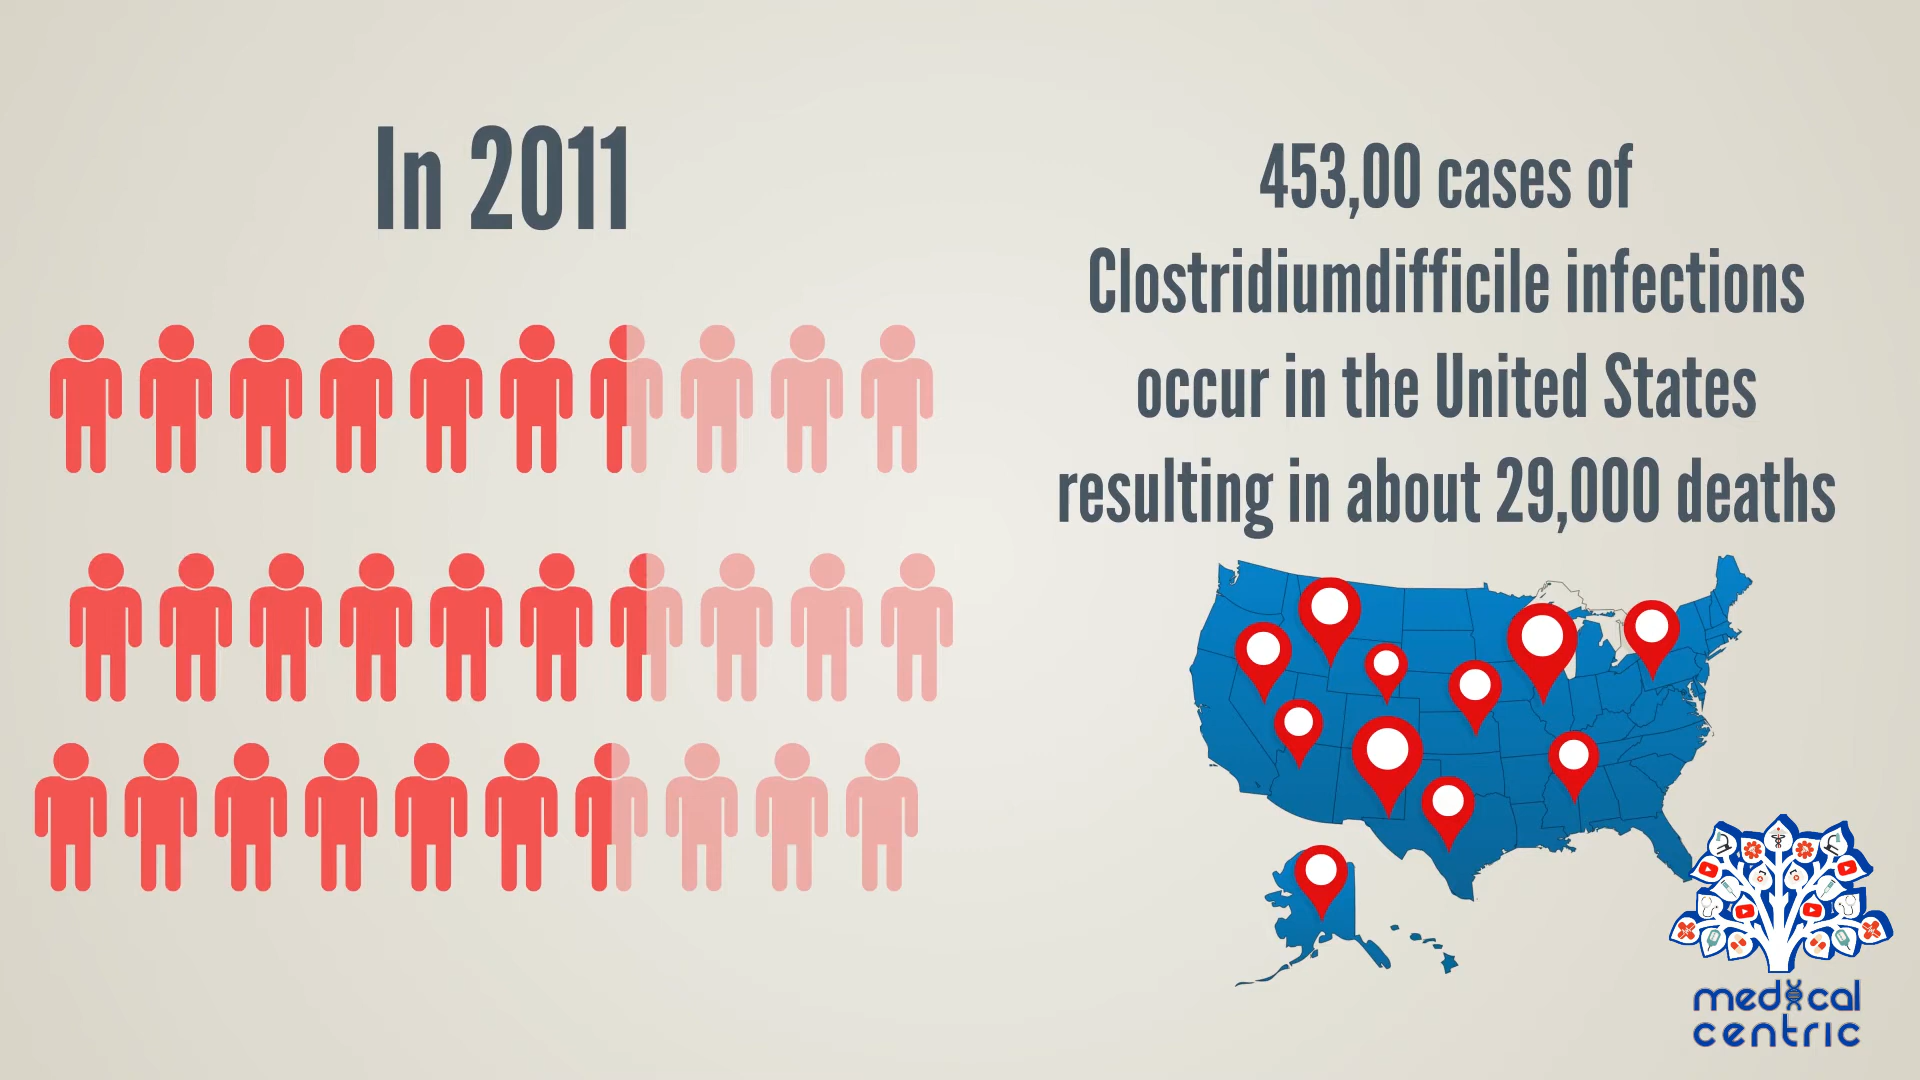 In 2011
453,00 cases of
Clostridiumdifficile infections
occur in the United States
resulting in about 29,000 deaths
medical
centric